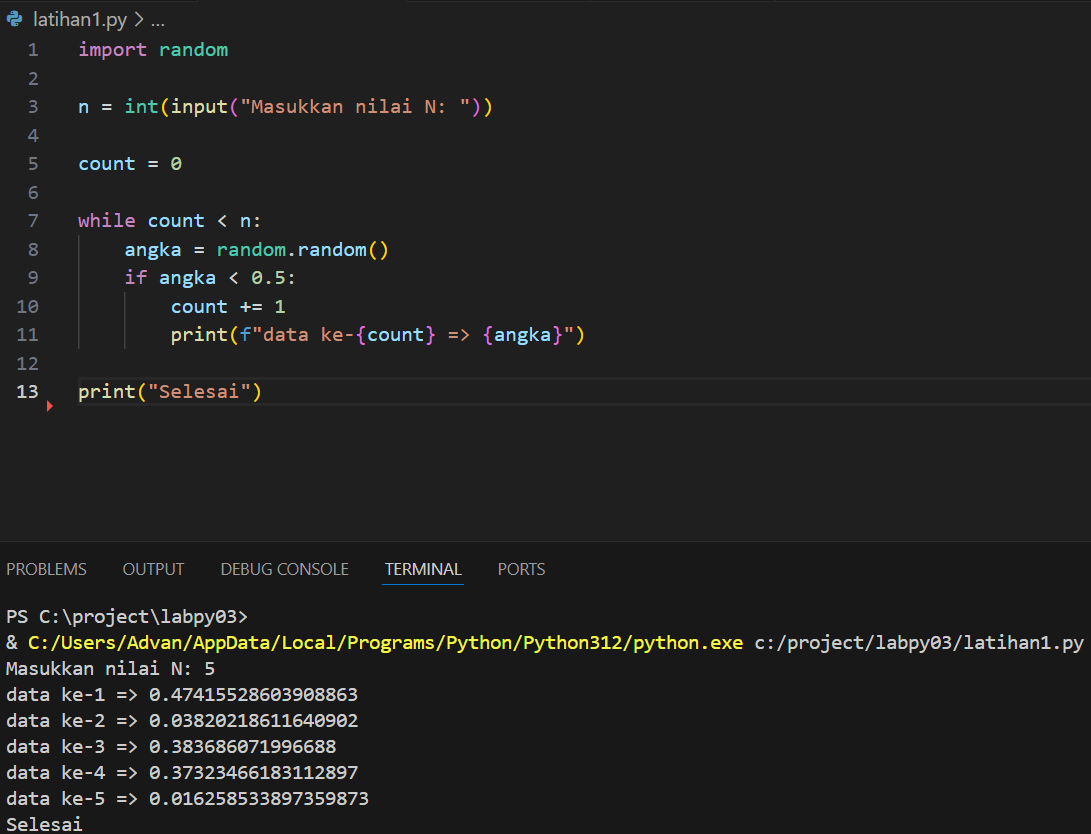 latihan1.py > ...
1 import random
2
3 n = int(input("Masukkan nilai N: "))
4
5 count = 0
6
7 while count < n:
8     angka = random.random()
9     if angka < 0.5:
10         count += 1
11         print(f"data ke-{count} => {angka}")
12
13 print("Selesai")
PROBLEMS OUTPUT DEBUG CONSOLE TERMINAL PORTS
PS C:\project\labpy03>
& C:/Users/Advan/AppData/Local/Programs/Python/Python312/python.exe c:/project/labpy03/latihan1.py
Masukkan nilai N: 5
data ke-1 => 0.47415528603908863
data ke-2 => 0.03820218611640902
data ke-3 => 0.383686071996688
data ke-4 => 0.37323466183112897
data ke-5 => 0.016258533897359873
Selesai